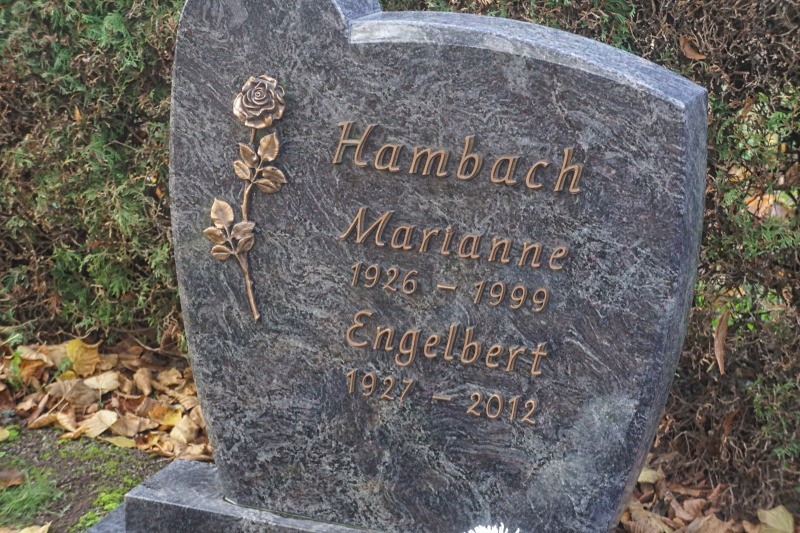 Hambach
Marianne
1926 – 1999
Engelbert
1927 – 2012